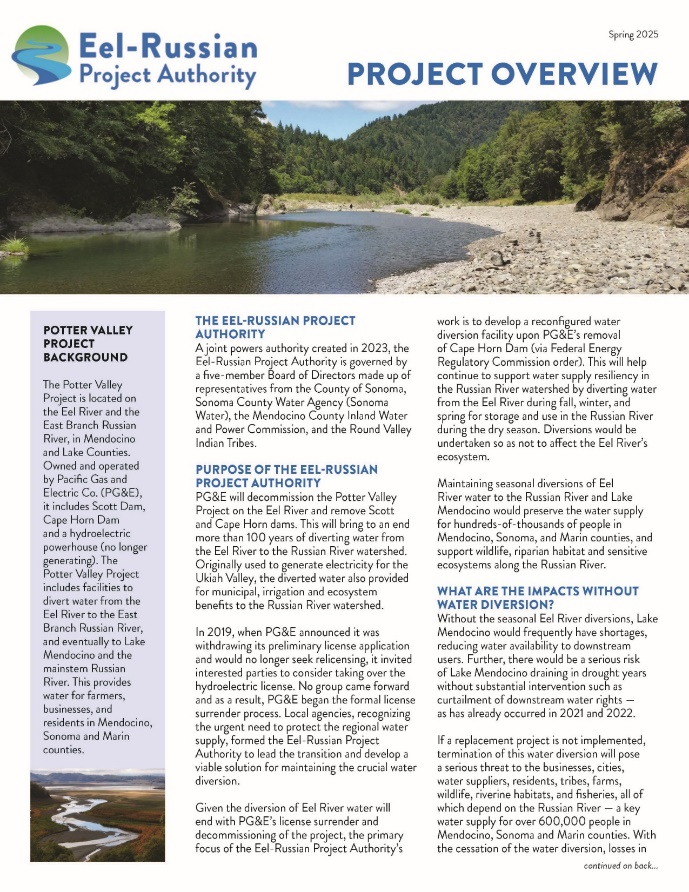 Eel-Russian
Project Authority
Spring 2025
PROJECT OVERVIEW
POTTER VALLEY
PROJECT
BACKGROUND
The Potter Valley
Project is located on
the Eel River and the
East Branch Russian
River, in Mendocino
and Lake Counties.
Owned and operated
by Pacific Gas and
Electric Co. (PG&E),
it includes Scott Dam,
Cape Horn Dam
and a hydroelectric
powerhouse (no longer
generating). The
Potter Valley Project
includes facilities to
divert water from the
Eel River to the East
Branch Russian River,
and eventually to Lake
Mendocino and the
mainstem Russian
River. This provides
water for farmers,
businesses, and
residents in Mendocino,
Sonoma and Marin
counties.
THE EEL-RUSSIAN PROJECT
AUTHORITY
A joint powers authority created in 2023, the
Eel-Russian Project Authority is governed by
a five-member Board of Directors made up of
representatives from the County of Sonoma,
Sonoma County Water Agency (Sonoma
Water), the Mendocino County Inland Water
and Power Commission, and the Round Valley
Indian Tribes.
PURPOSE OF THE EEL-RUSSIAN
PROJECT AUTHORITY
PG&E will decommission the Potter Valley
Project on the Eel River and remove Scott
and Cape Horn dams. This will bring to an end
more than 100 years of diverting water from
the Eel River to the Russian River watershed.
Originally used to generate electricity for the
Ukiah Valley, the diverted water also provided
for municipal, irrigation and ecosystem
benefits to the Russian River watershed.
In 2019, when PG&E announced it was
withdrawing its preliminary license application
and would no longer seek relicensing, it invited
interested parties to consider taking over the
hydroelectric license. No group came forward
and as a result, PG&E began the formal license
surrender process. Local agencies, recognizing
the urgent need to protect the regional water
supply, formed the Eel-Russian Project
Authority to lead the transition and develop a
viable solution for maintaining the crucial water
diversion.
Given the diversion of Eel River water will
end with PG&E's license surrender and
decommissioning of the project, the primary
focus of the Eel-Russian Project Authority's
work is to develop a reconfigured water
diversion facility upon PG&E's removal
of Cape Horn Dam (via Federal Energy
Regulatory Commission order). This will help
continue to support water supply resiliency in
the Russian River watershed by diverting water
from the Eel River during fall, winter, and
spring for storage and use in the Russian River
during the dry season. Diversions would be
undertaken so as not to affect the Eel River's
ecosystem.
Maintaining seasonal diversions of Eel
River water to the Russian River and Lake
Mendocino would preserve the water supply
for hundreds-of-thousands of people in
Mendocino, Sonoma, and Marin counties, and
support wildlife, riparian habitat and sensitive
ecosystems along the Russian River.
WHAT ARE THE IMPACTS WITHOUT
WATER DIVERSION?
Without the seasonal Eel River diversions, Lake
Mendocino would frequently have shortages,
reducing water availability to downstream
users. Further, there would be a serious risk
of Lake Mendocino draining in drought years
without substantial intervention such as
curtailment of downstream water rights —
as has already occurred in 2021 and 2022.
If a replacement project is not implemented,
termination of this water diversion will pose
a serious threat to the businesses, cities,
water suppliers, residents, tribes, farms,
wildlife, riverine habitats, and fisheries, all of
which depend on the Russian River — a key
water supply for over 600,000 people in
Mendocino, Sonoma and Marin counties. With
the cessation of the water diversion, losses in
continued on back...